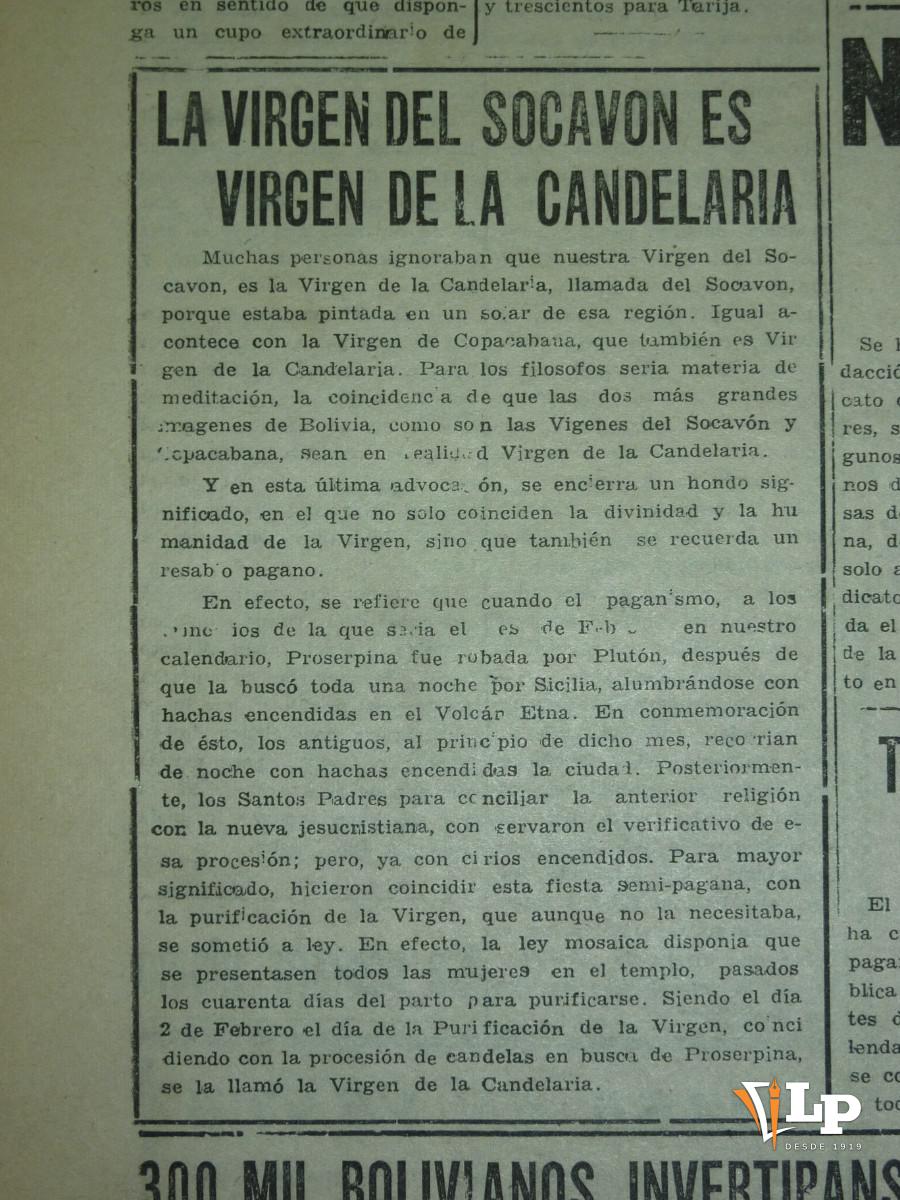 ros en sentido de que dispon-
ga un cupo extraordinario de
y trescientos para Tarija.
LA VIRGEN DEL SOCAVON ES
VIRGEN DE LA CANDELARIA
Muchas personas ignoraban que nuestra Virgen del So-
cavon, es la Virgen de la Candelaria, llamada del Socavon,
porque estaba pintada en un solar de esa región. Igual a-
contece con la Virgen de Copacabana, que también es Vir
gen de la Candelaria. Para los filosofos seria materia de
meditación, la coincidencia de que las dos más grandes
imagenes de Bolivia, como son las Vigenes del Socavón y
Copacabana, sean en realidad Virgen de la Candelaria.
Y en esta última advocación, se encierra un hondo sig-
nificado, en el que no solo coinciden la divinidad y la hu
manidad de la Virgen, sino que también se recuerda un
resabio pagano.
En efecto, se refiere que cuando el paganismo, a los
de la que seria el de en nuestro
calendario, Proserpina fue robada por Plutón, después de
que la buscó toda una noche por Sicilia, alumbrándose con
hachas encendidas en el Volcán Etna. En conmemoración
de ésto, los antiguos, al principio de dicho mes, recorrian
de noche con hachas encendidas la ciudad. Posteriormen-
te, los Santos Padres para conciliar la anterior religión
con la nueva jesucristiana, conservaron el verificativo de e-
sa procesión; pero, ya con cirios encendidos. Para mayor
significado, hicieron coincidir esta fiesta semi-pagana, con
la purificación de la Virgen, que aunque no la necesitaba,
se sometió a ley. En efecto, la ley mosaica disponia que
se presentasen todos las mujeres en el templo, pasados
los cuarenta días del parto para purificarse. Siendo el día
2 de Febrero el día de la Purificación de la Virgen, coinci
diendo con la procesión de candelas en busca de Proserpina,
se la llamó la Virgen de la Candelaria.
300 MIL BOLIVIANOS INVERTIRAN
N
Se
dacció
cato
res, s
gunos
nos d
sas d
na, d
solo a
dicato
da el
de la
to en
T
El
ha c
paga
blica
tes d
lenda
se co
too
LP
DESDE 1919